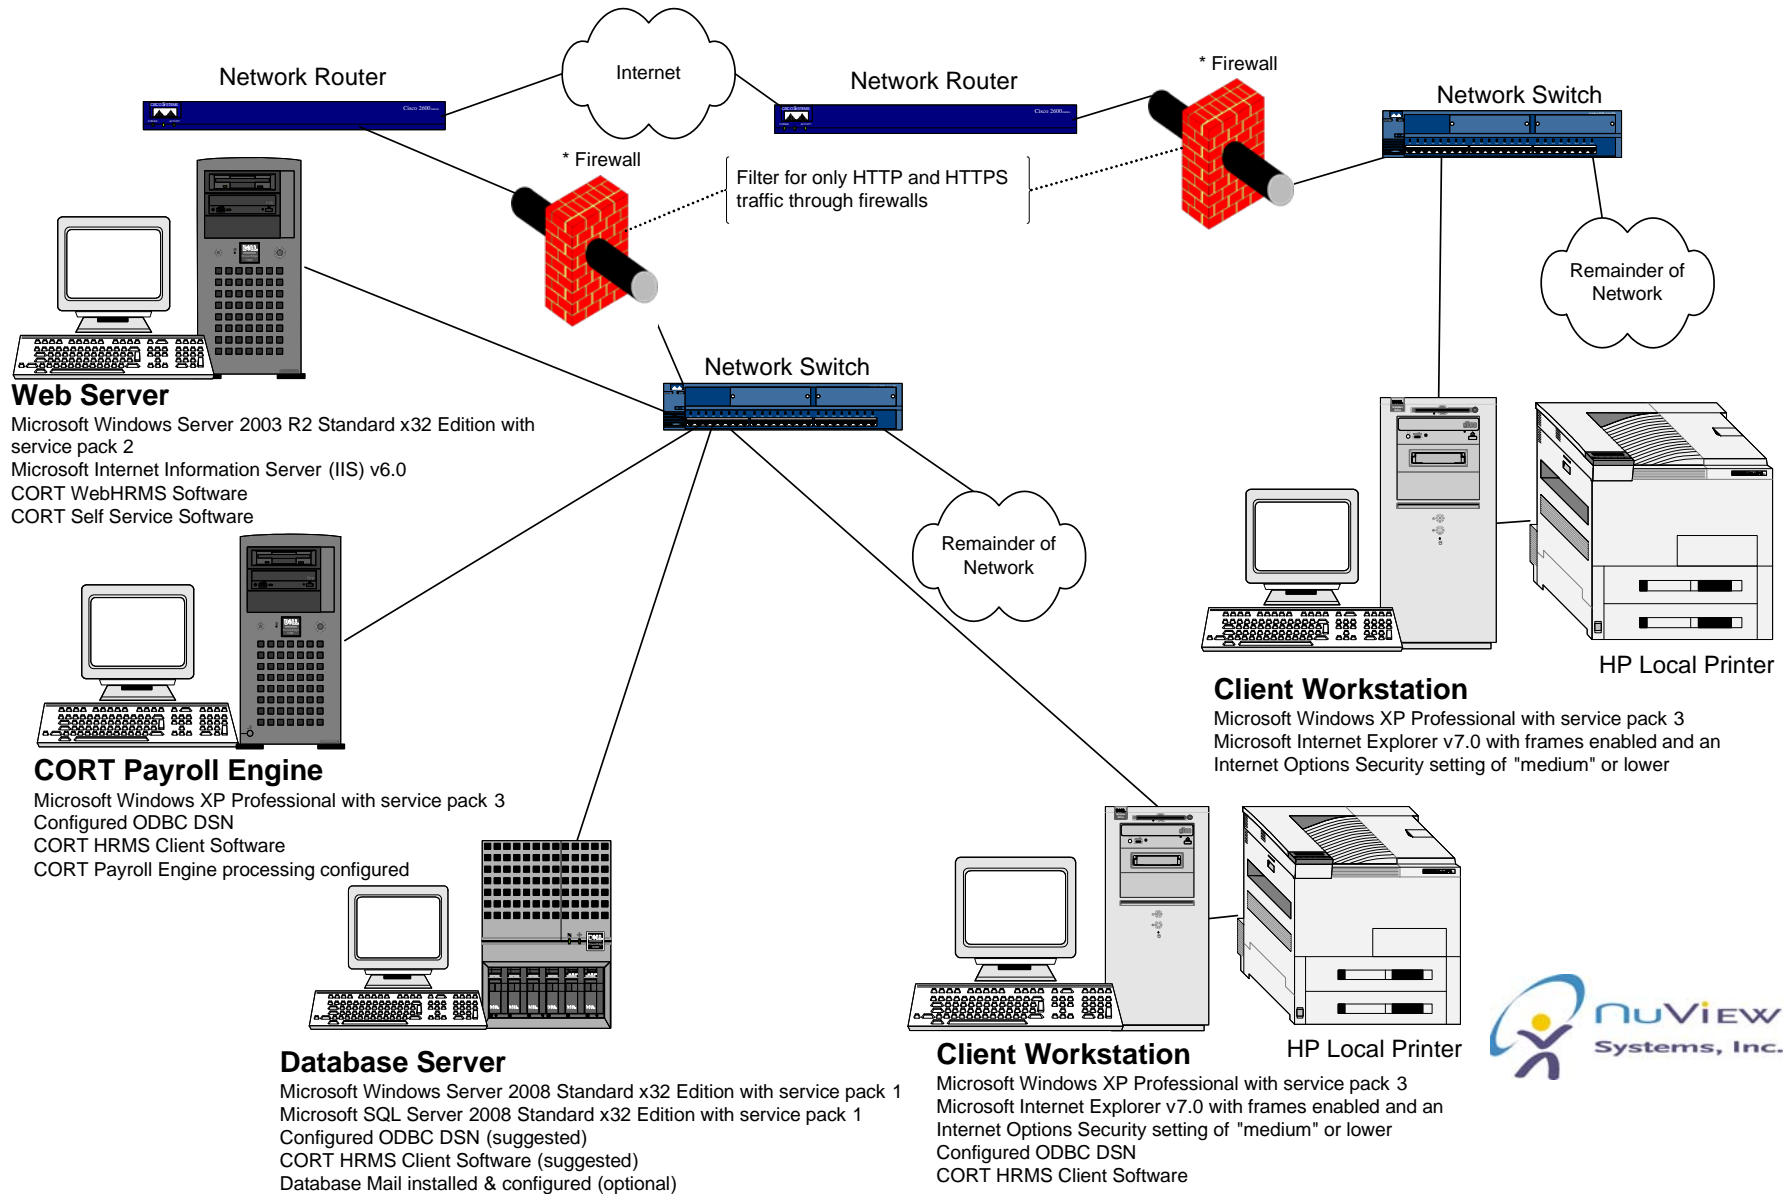 Network Router
Internet
Network Router
* Firewall
Network Switch
Cisco 2600
Cisco 2600
* Firewall
Filter for only HTTP and HTTPS
traffic through firewalls
Remainder of
Network
Network Switch
Web Server
Microsoft Windows Server 2003 R2 Standard x32 Edition with
service pack 2
Microsoft Internet Information Server (IIS) v6.0
CORT WebHRMS Software
CORT Self Service Software
Remainder of
Network
HP Local Printer
Client Workstation
Microsoft Windows XP Professional with service pack 3
Microsoft Internet Explorer v7.0 with frames enabled and an
Internet Options Security setting of "medium" or lower
CORT Payroll Engine
Microsoft Windows XP Professional with service pack 3
Configured ODBC DSN
CORT HRMS Client Software
CORT Payroll Engine processing configured
Database Server
Microsoft Windows Server 2008 Standard x32 Edition with service pack 1
Microsoft SQL Server 2008 Standard x32 Edition with service pack 1
Configured ODBC DSN (suggested)
CORT HRMS Client Software (suggested)
Database Mail installed & configured (optional)
HP Local Printer
Client Workstation
Microsoft Windows XP Professional with service pack 3
Microsoft Internet Explorer v7.0 with frames enabled and an
Internet Options Security setting of "medium" or lower
Configured ODBC DSN
CORT HRMS Client Software
NuView
Systems, Inc.